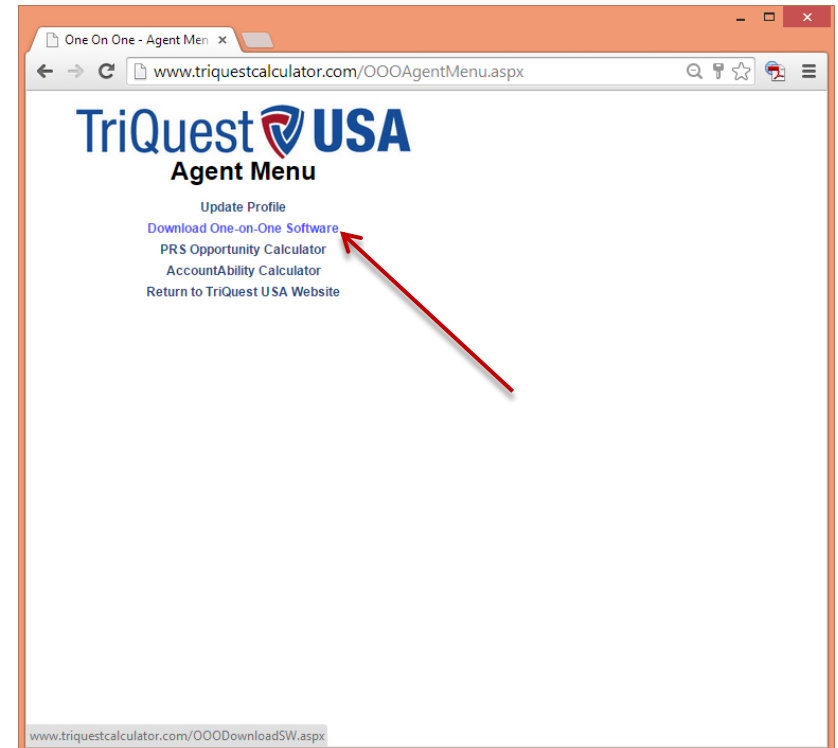 One On One - Agent Men
www.triquestcalculator.com/OOOAgentMenu.aspx
TriQuest USA
Agent Menu
Update Profile
Download One-on-One Software
PRS Opportunity Calculator
AccountAbility Calculator
Return to TriQuest USA Website
www.triquestcalculator.com/OOODownloadSW.aspx